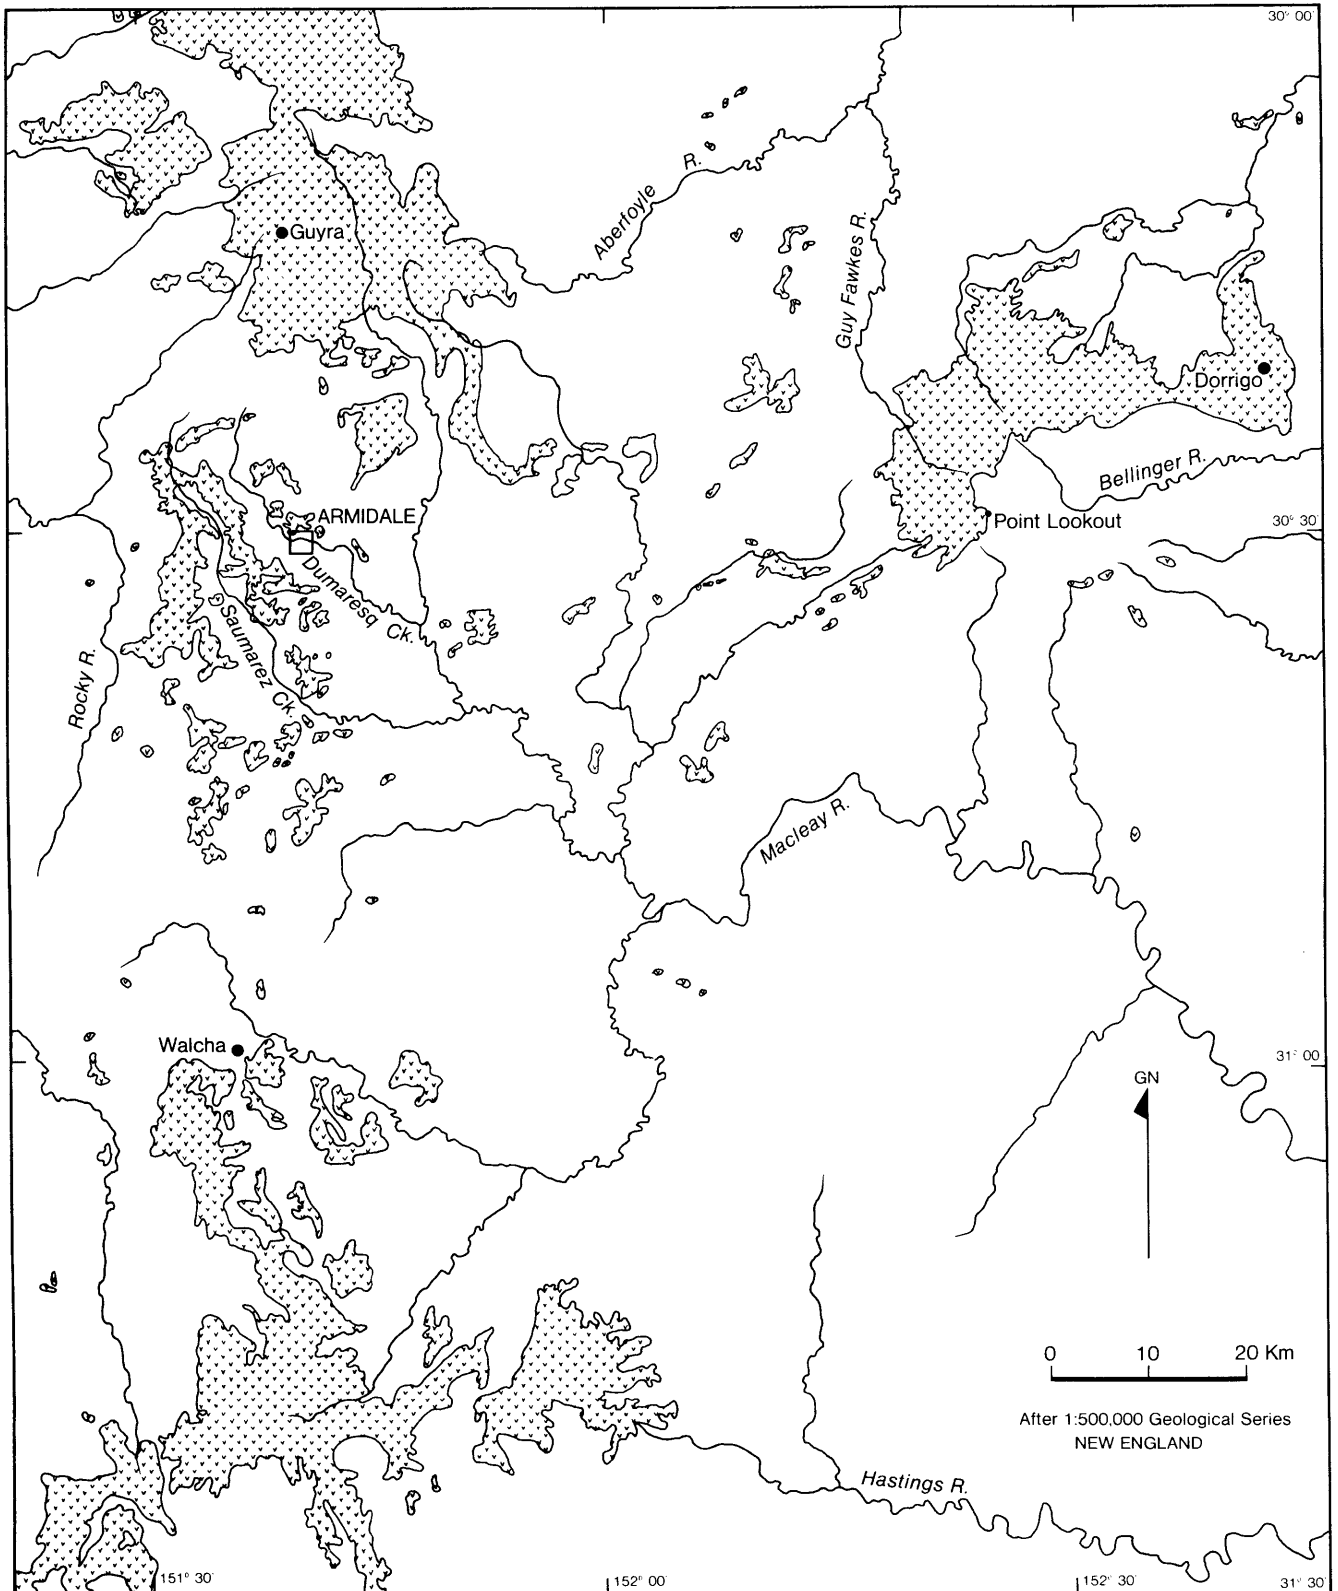 30° 00'
Aberfoyle R.
Guy Fawkes R.
Guyra
Dorrigo
Bellinger R.
ARMIDALE
Point Lookout
30° 30'
Dumaresq Ck.
Saumarez Ck.
Rocky R.
Macleay R.
Walcha
31° 00
GN
0 10 20 Km
After 1:500,000 Geological Series
NEW ENGLAND
Hastings R.
151° 30'
152° 00'
152° 30'
31° 30'